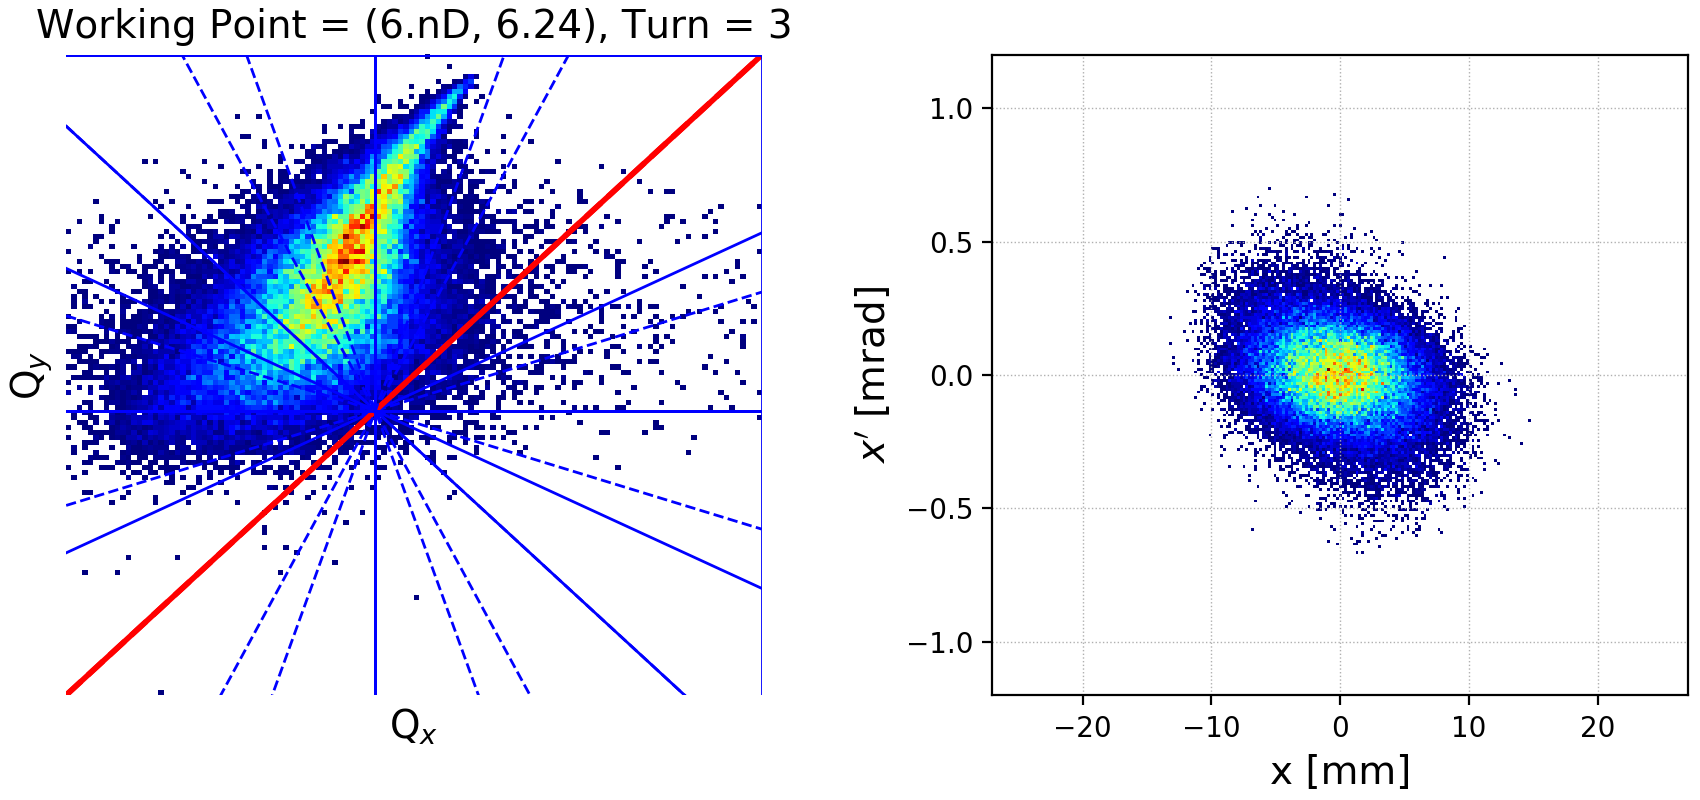 Working Point = (6.nD, 6.24), Turn = 3
Q_y
Q_x
1.0
0.5
0.0
−0.5
−1.0
x′ [mrad]
−20 −10 0 10 20
x [mm]